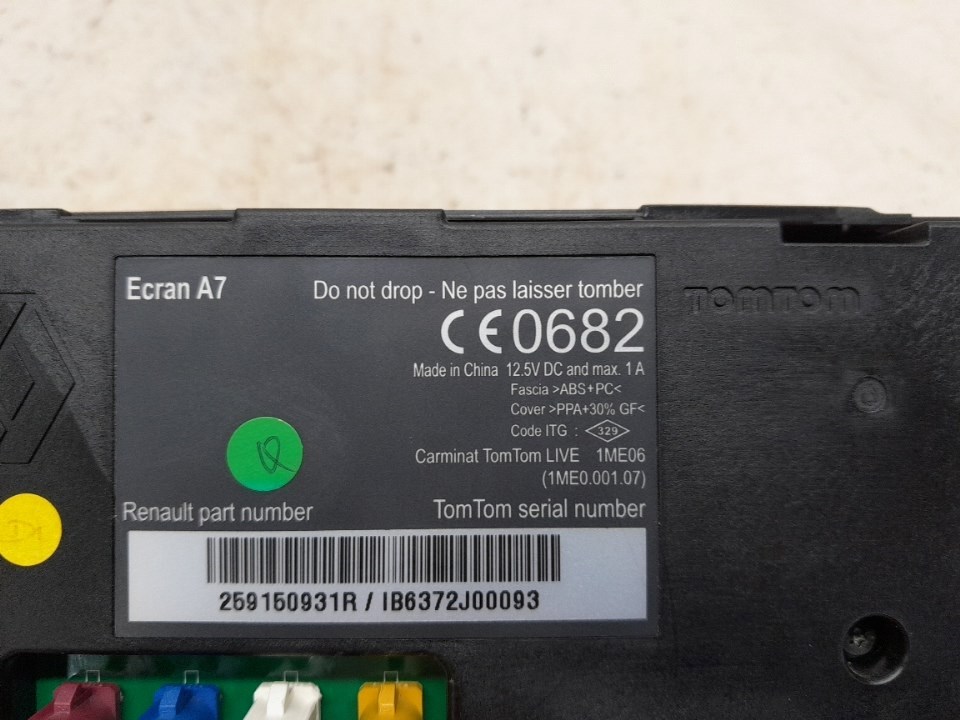 Ecran A7
Do not drop - Ne pas laisser tomber
CE0682
Made in China 12.5V DC and max. 1 A
Fascia >ABS+PC<
Cover >PPA+30% GF<
Code ITG : 329
Carminat TomTom LIVE 1ME06
(1ME0.001.07)
Renault part number
TomTom serial number
259150931R / IB6372J00093
TOMTOM